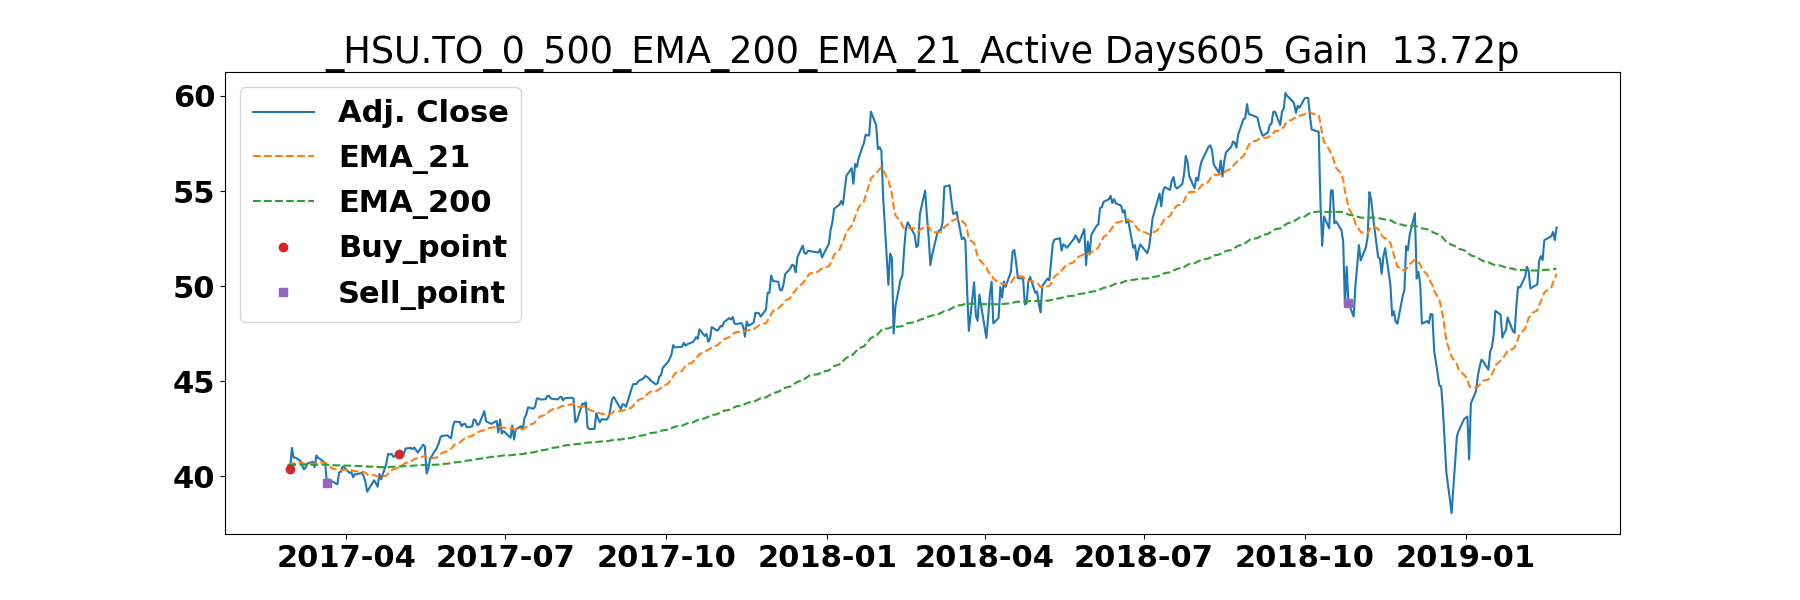 _HSU.TO_0_500_EMA_200_EMA_21_Active Days605_Gain  13.72p
60
55
50
45
40
Adj. Close
EMA_21
EMA_200
Buy_point
Sell_point
2017-04 2017-07 2017-10 2018-01 2018-04 2018-07 2018-10 2019-01